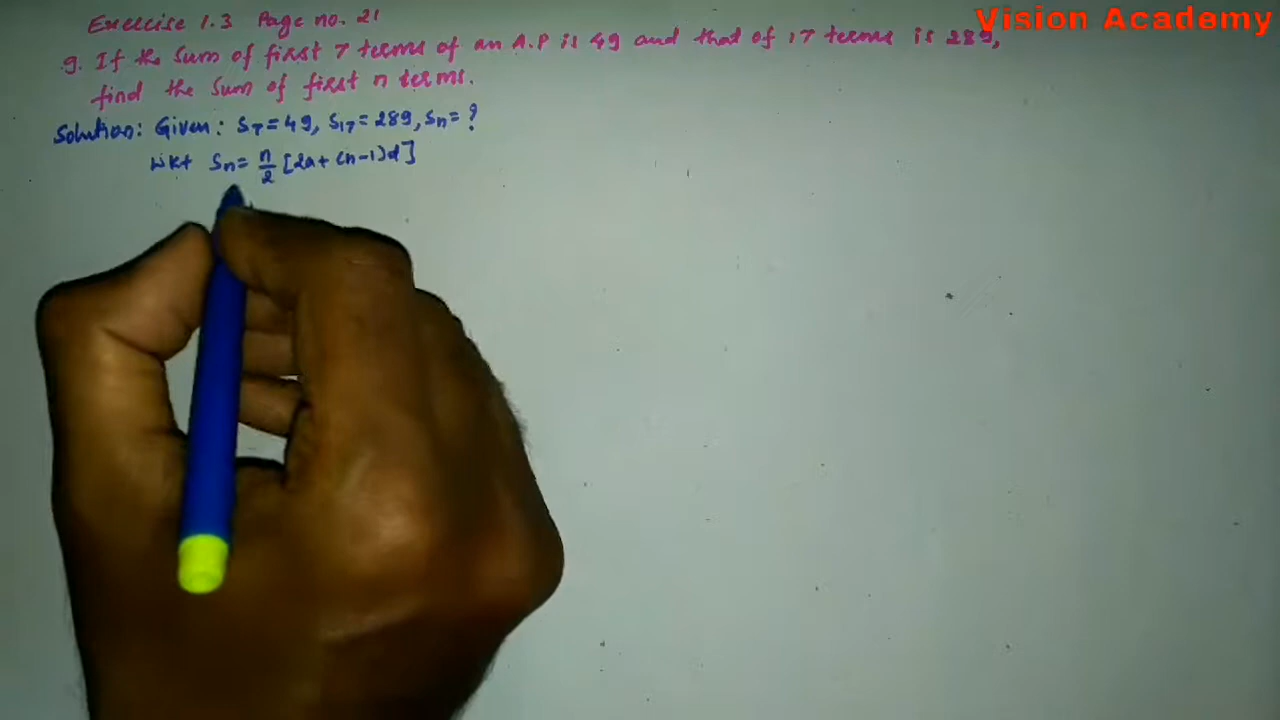 Exercise 1.3 Page no. 21
Vision Academy
9. If the sum of first 7 terms of an A.P is 49 and that of 17 terms is 289,
find the sum of first n terms.
Solution: Given: S₇ = 49, S₁₇ = 289, Sn = ?
WKT Sn = n/2 [2a + (n-1)d]